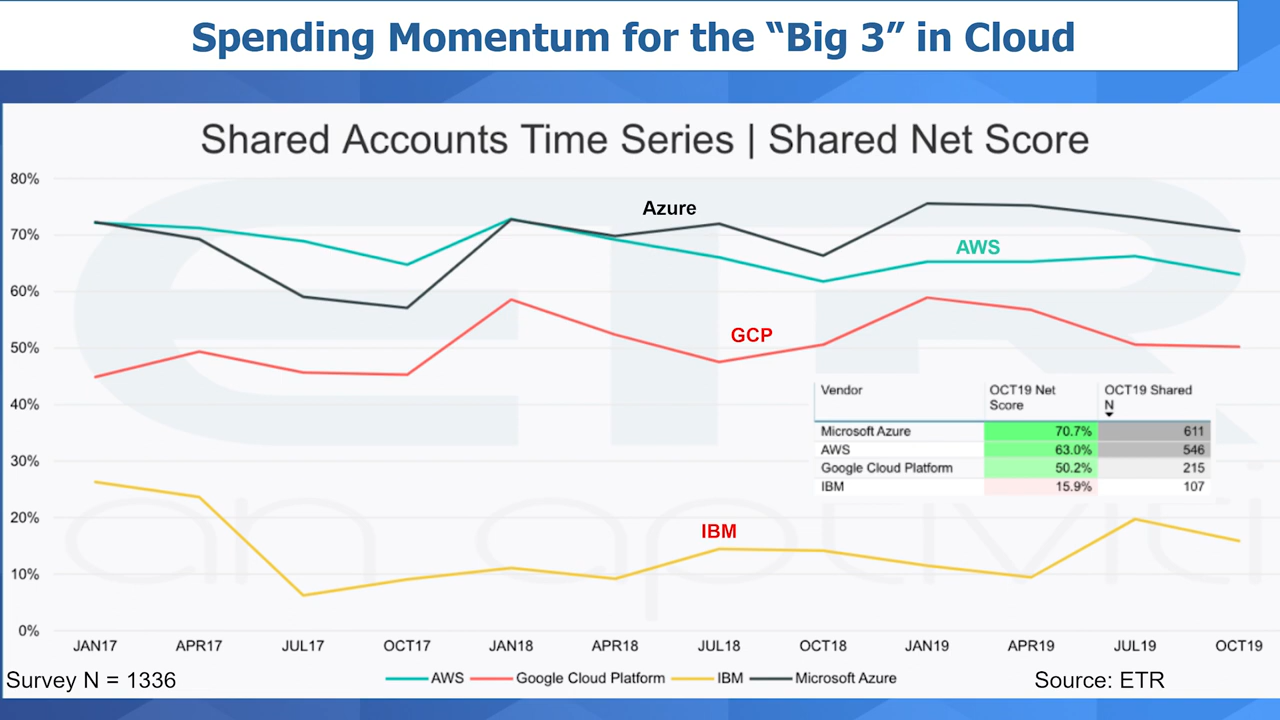 Spending Momentum for the “Big 3” in Cloud
Shared Accounts Time Series | Shared Net Score
80%
70%
60%
50%
40%
30%
20%
10%
0%
Azure
AWS
GCP
IBM
Vendor OCT19 Net Score OCT19 Shared N
Microsoft Azure 70.7% 611
AWS 63.0% 546
Google Cloud Platform 50.2% 215
IBM 15.9% 107
JAN17 APR17 JUL17 OCT17 JAN18 APR18 JUL18 OCT18 JAN19 APR19 JUL19 OCT19
Survey N = 1336
AWS Google Cloud Platform IBM Microsoft Azure
Source: ETR
ETR